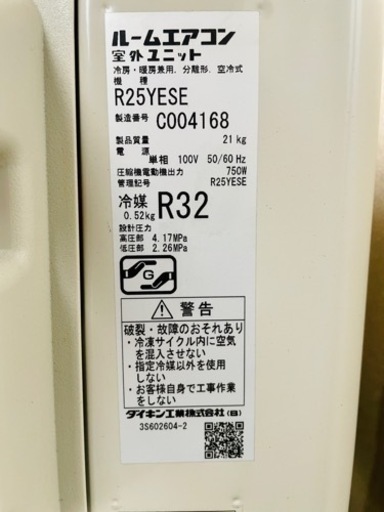 ルームエアコン
室外ユニット
冷房・暖房兼用, 分離形, 空冷式
機種
R25YESE
製造番号 C004168
製品質量 21kg
電源
単相 100V 50/60Hz
圧縮機電動機出力 750W
管理記号 R25YESE
冷媒 R32
0.52kg
設計圧力
高圧部 4.17MPa
低圧部 2.26MPa
G
警告
破裂・故障のおそれあり
・冷凍サイクル内に空気
を混入させない
・指定冷媒以外を使用
しない
・お客様自身で工事作業
をしない
ダイキン工業株式会社(B)
3S602604-2